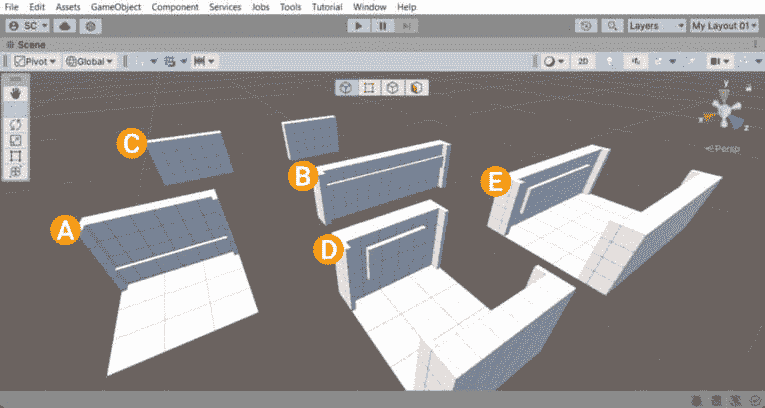 File Edit Assets GameObject Component Services Jobs Tools Tutorial Window Help
SC Layers My Layout 01
Scene
Pivot Global 2D
y
x z
Persp
C
B
E
A
D